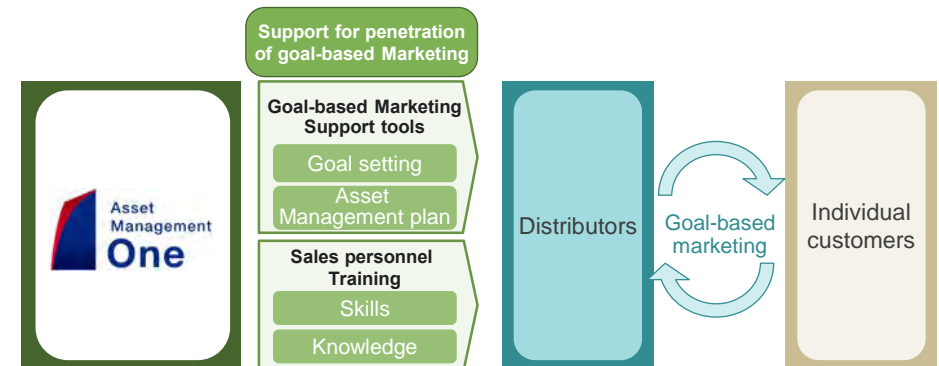 Support for penetration
of goal-based Marketing
Asset
Management
One
Goal-based Marketing
Support tools
Goal setting
Asset
Management plan
Sales personnel
Training
Skills
Knowledge
Distributors
Goal-based
marketing
Individual
customers